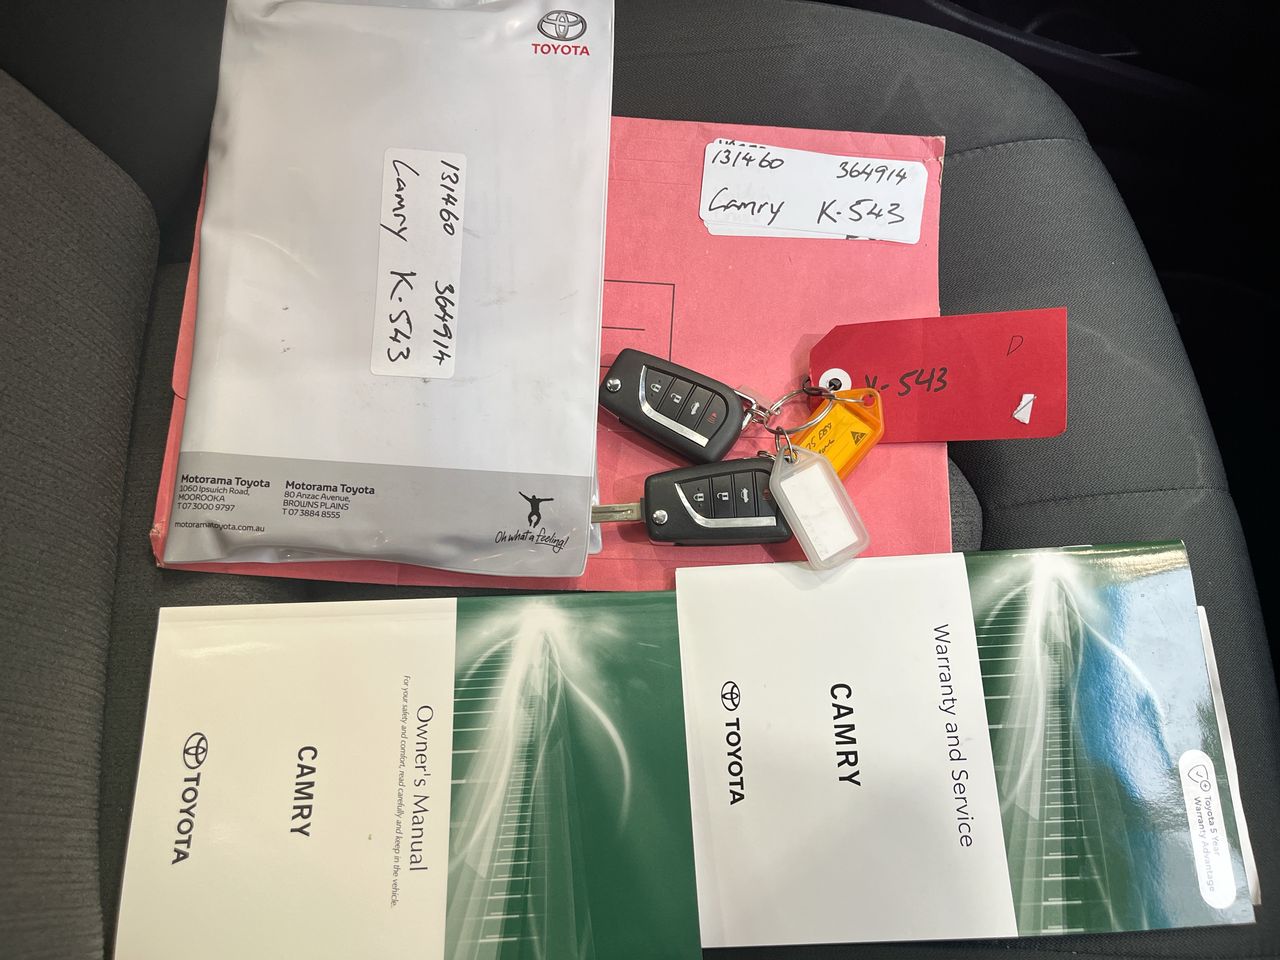 TOYOTA
131460 364914
Camry K-543
Motorama Toyota
1060 Ipswich Road,
MOOROOKA
T 07 3000 9797
Motorama Toyota
80 Anzac Avenue,
BROWNS PLAINS
T 07 3884 8555
motoramatoyota.com.au
Oh what a feeling!
131460 364914
Camry K-543
D
K-543
Owner's Manual
For your safety and comfort, read carefully and keep in the vehicle.
CAMRY
TOYOTA
Warranty and Service
CAMRY
TOYOTA
Toyota 5 Year
Warranty Advantage